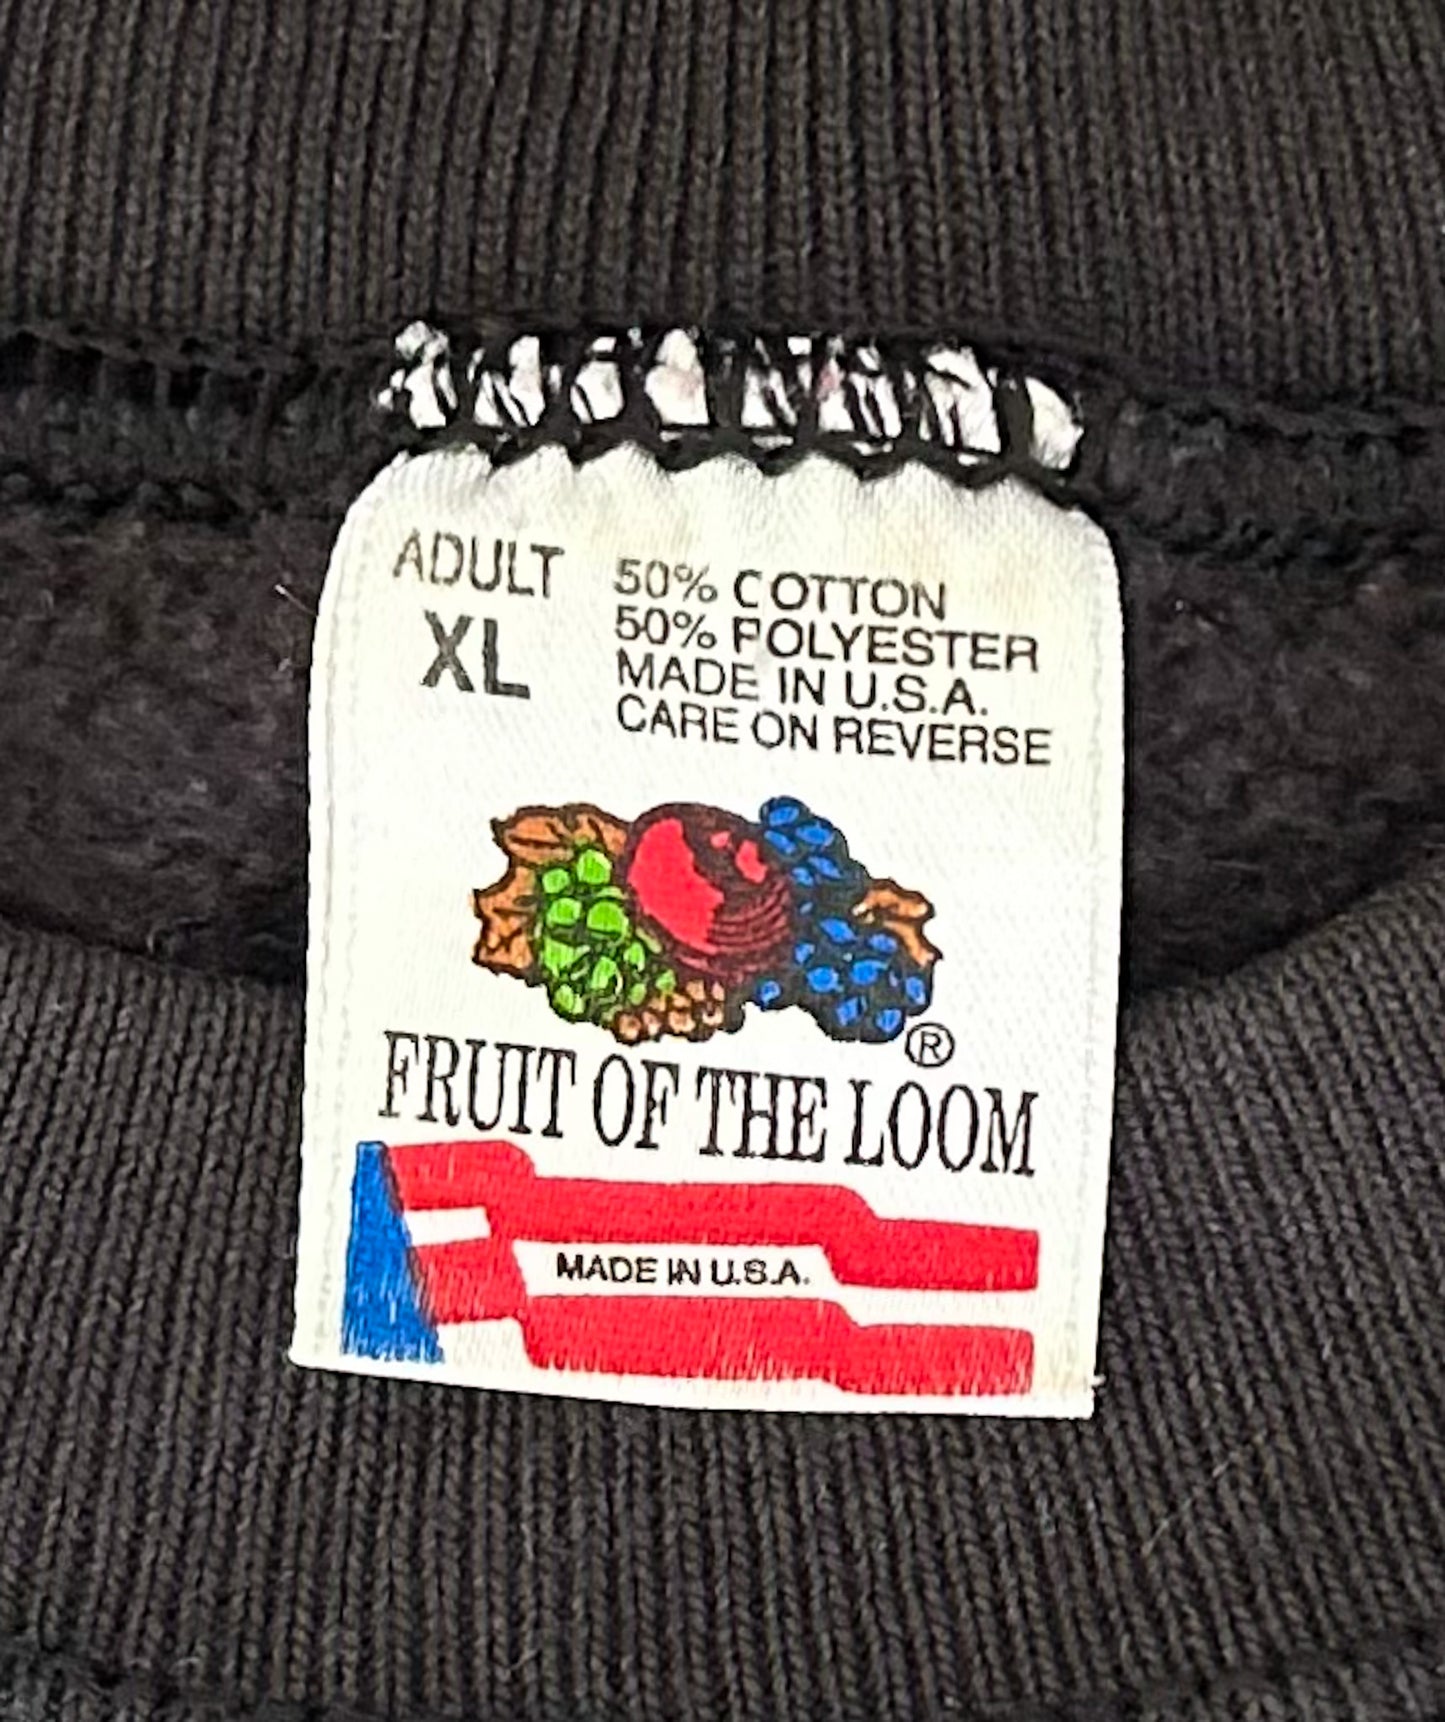 ADULT
XL
50% COTTON
50% POLYESTER
MADE IN U.S.A.
CARE ON REVERSE
®
FRUIT OF THE LOOM
MADE IN U.S.A.